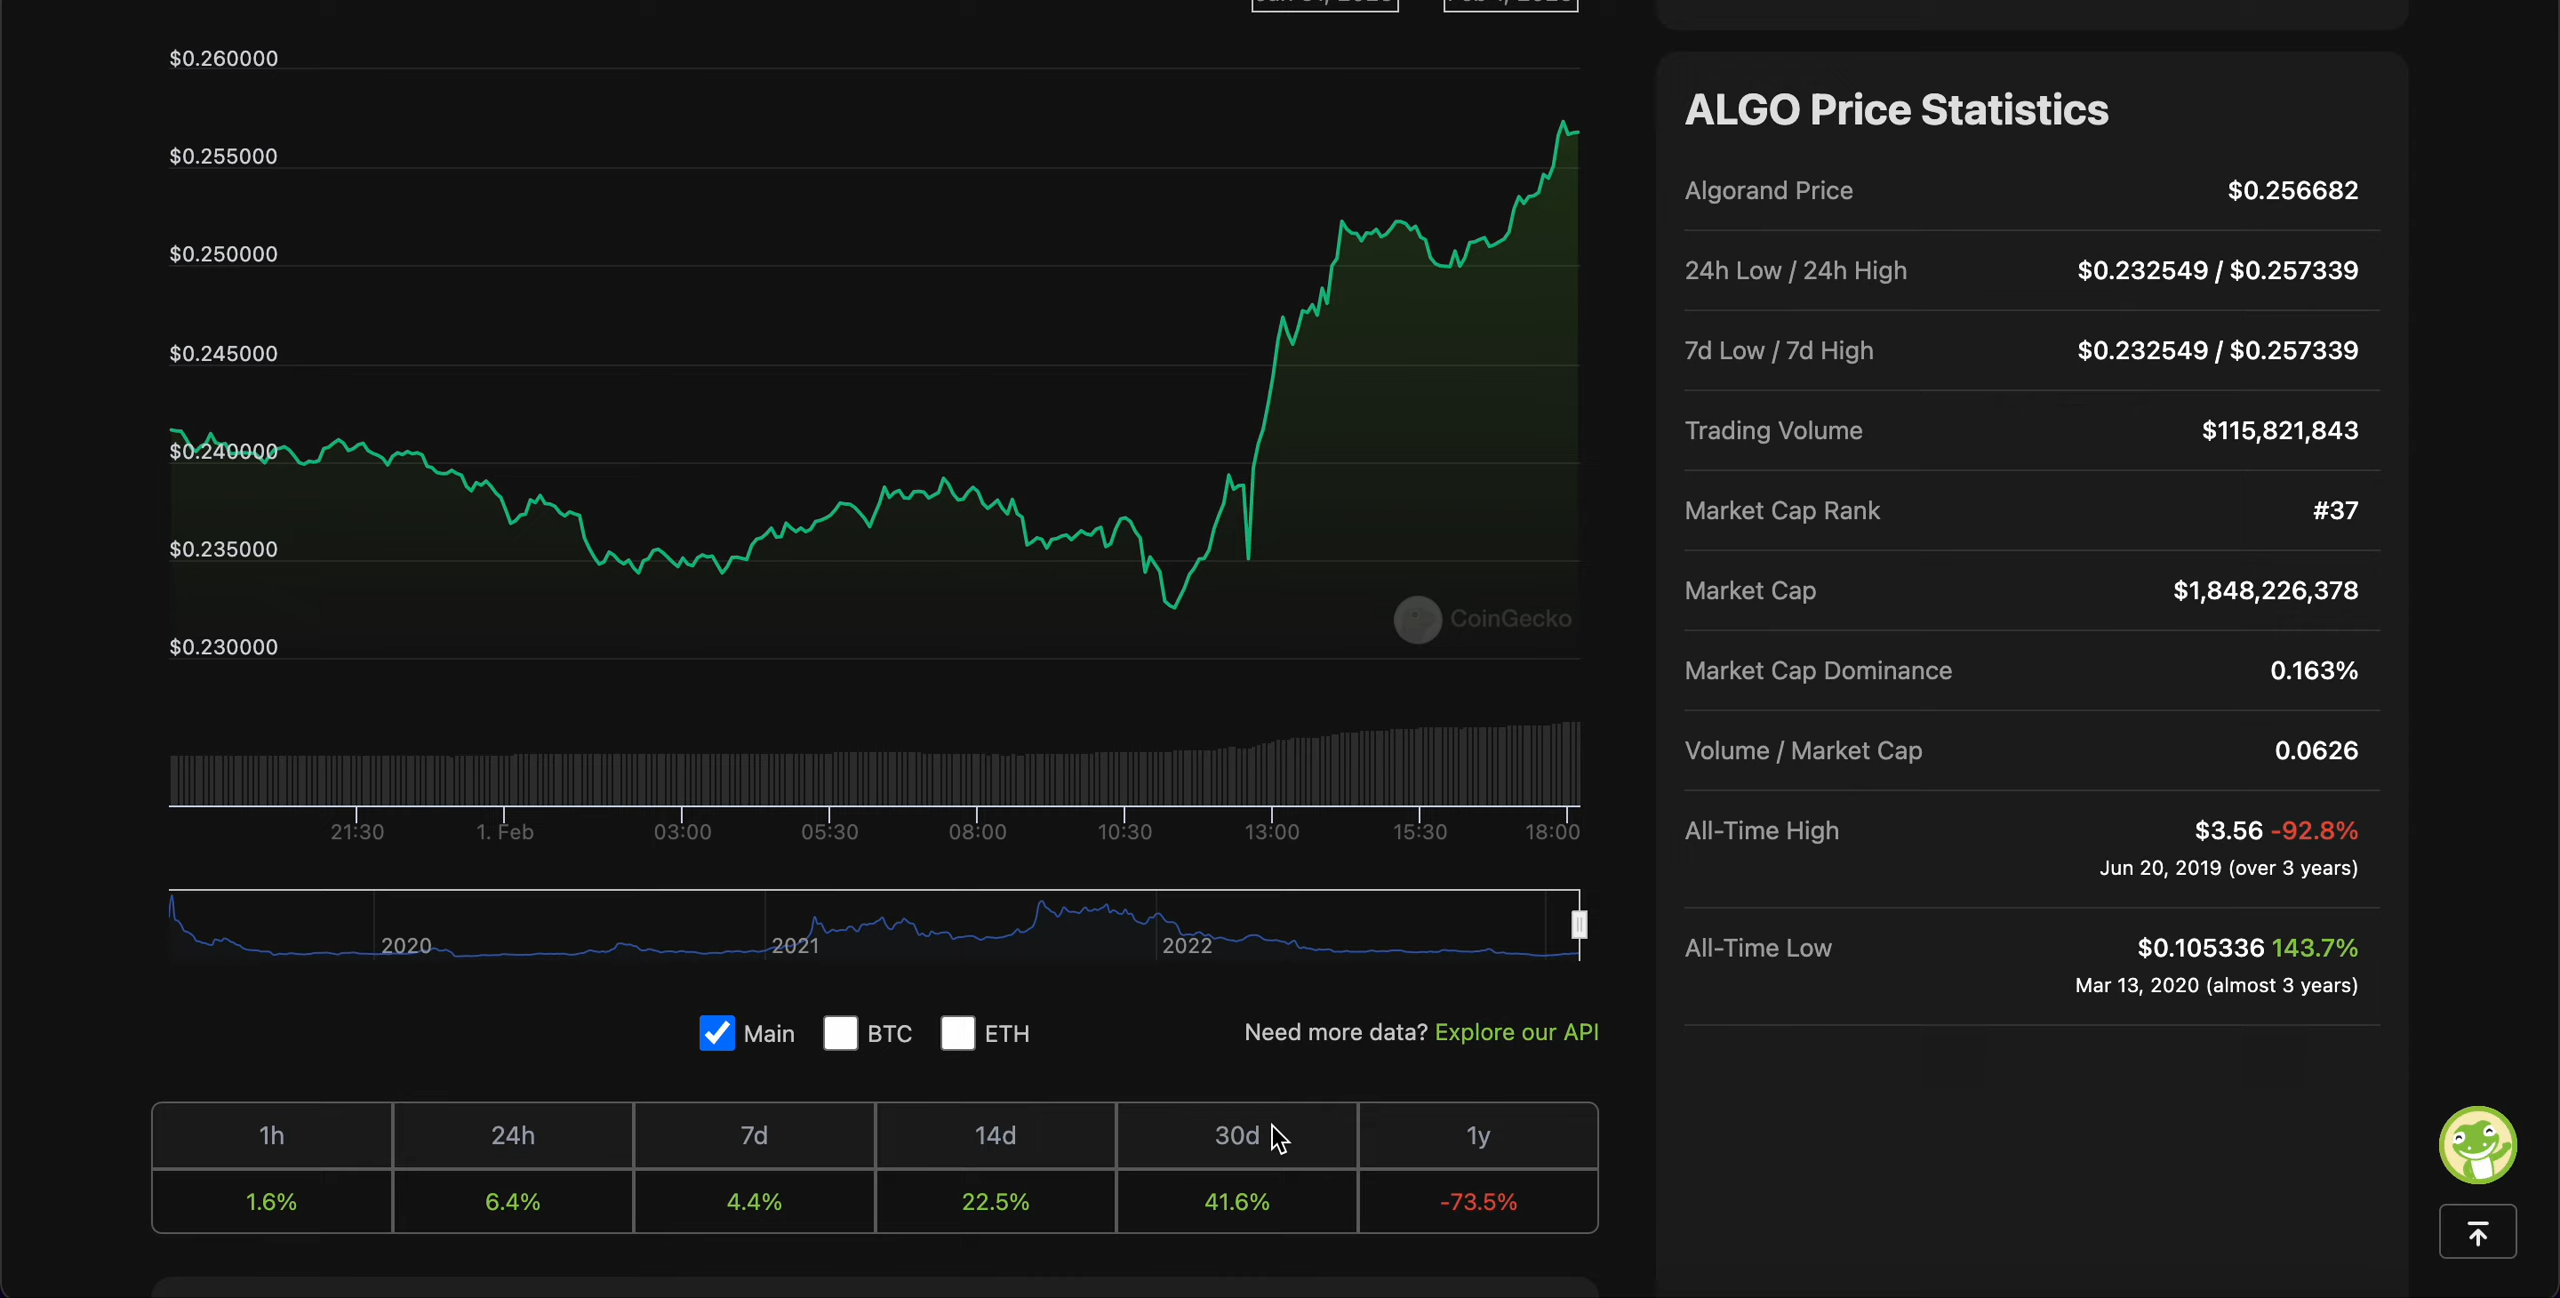 $0.260000
$0.255000
$0.250000
$0.245000
$0.240000
$0.235000
$0.230000
CoinGecko
21:30 1. Feb 03:00 05:30 08:00 10:30 13:00 15:30 18:00
2020 2021 2022
Main BTC ETH
Need more data? Explore our API
1h 24h 7d 14d 30d 1y
1.6% 6.4% 4.4% 22.5% 41.6% -73.5%
ALGO Price Statistics
Algorand Price $0.256682
24h Low / 24h High $0.232549 / $0.257339
7d Low / 7d High $0.232549 / $0.257339
Trading Volume $115,821,843
Market Cap Rank #37
Market Cap $1,848,226,378
Market Cap Dominance 0.163%
Volume / Market Cap 0.0626
All-Time High $3.56 -92.8%
Jun 20, 2019 (over 3 years)
All-Time Low $0.105336 143.7%
Mar 13, 2020 (almost 3 years)